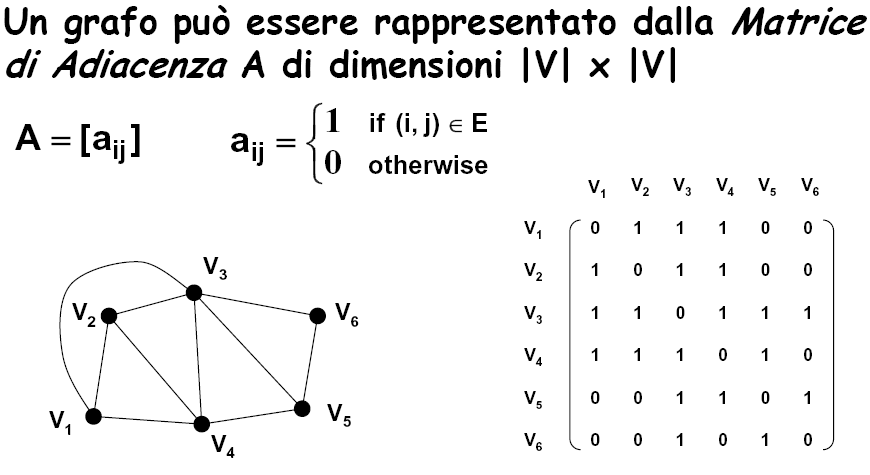 Un grafo può essere rappresentato dalla Matrice
di Adiacenza A di dimensioni |V| x |V|
A = [aij]
aij = { 1 if (i, j) ∈ E
0 otherwise
V1 V2 V3 V4 V5 V6
V1 0 1 1 1 0 0
V2 1 0 1 1 0 0
V3 1 1 0 1 1 1
V4 1 1 1 0 1 0
V5 0 0 1 1 0 1
V6 0 0 1 0 1 0
V3
V2
V6
V1
V5
V4